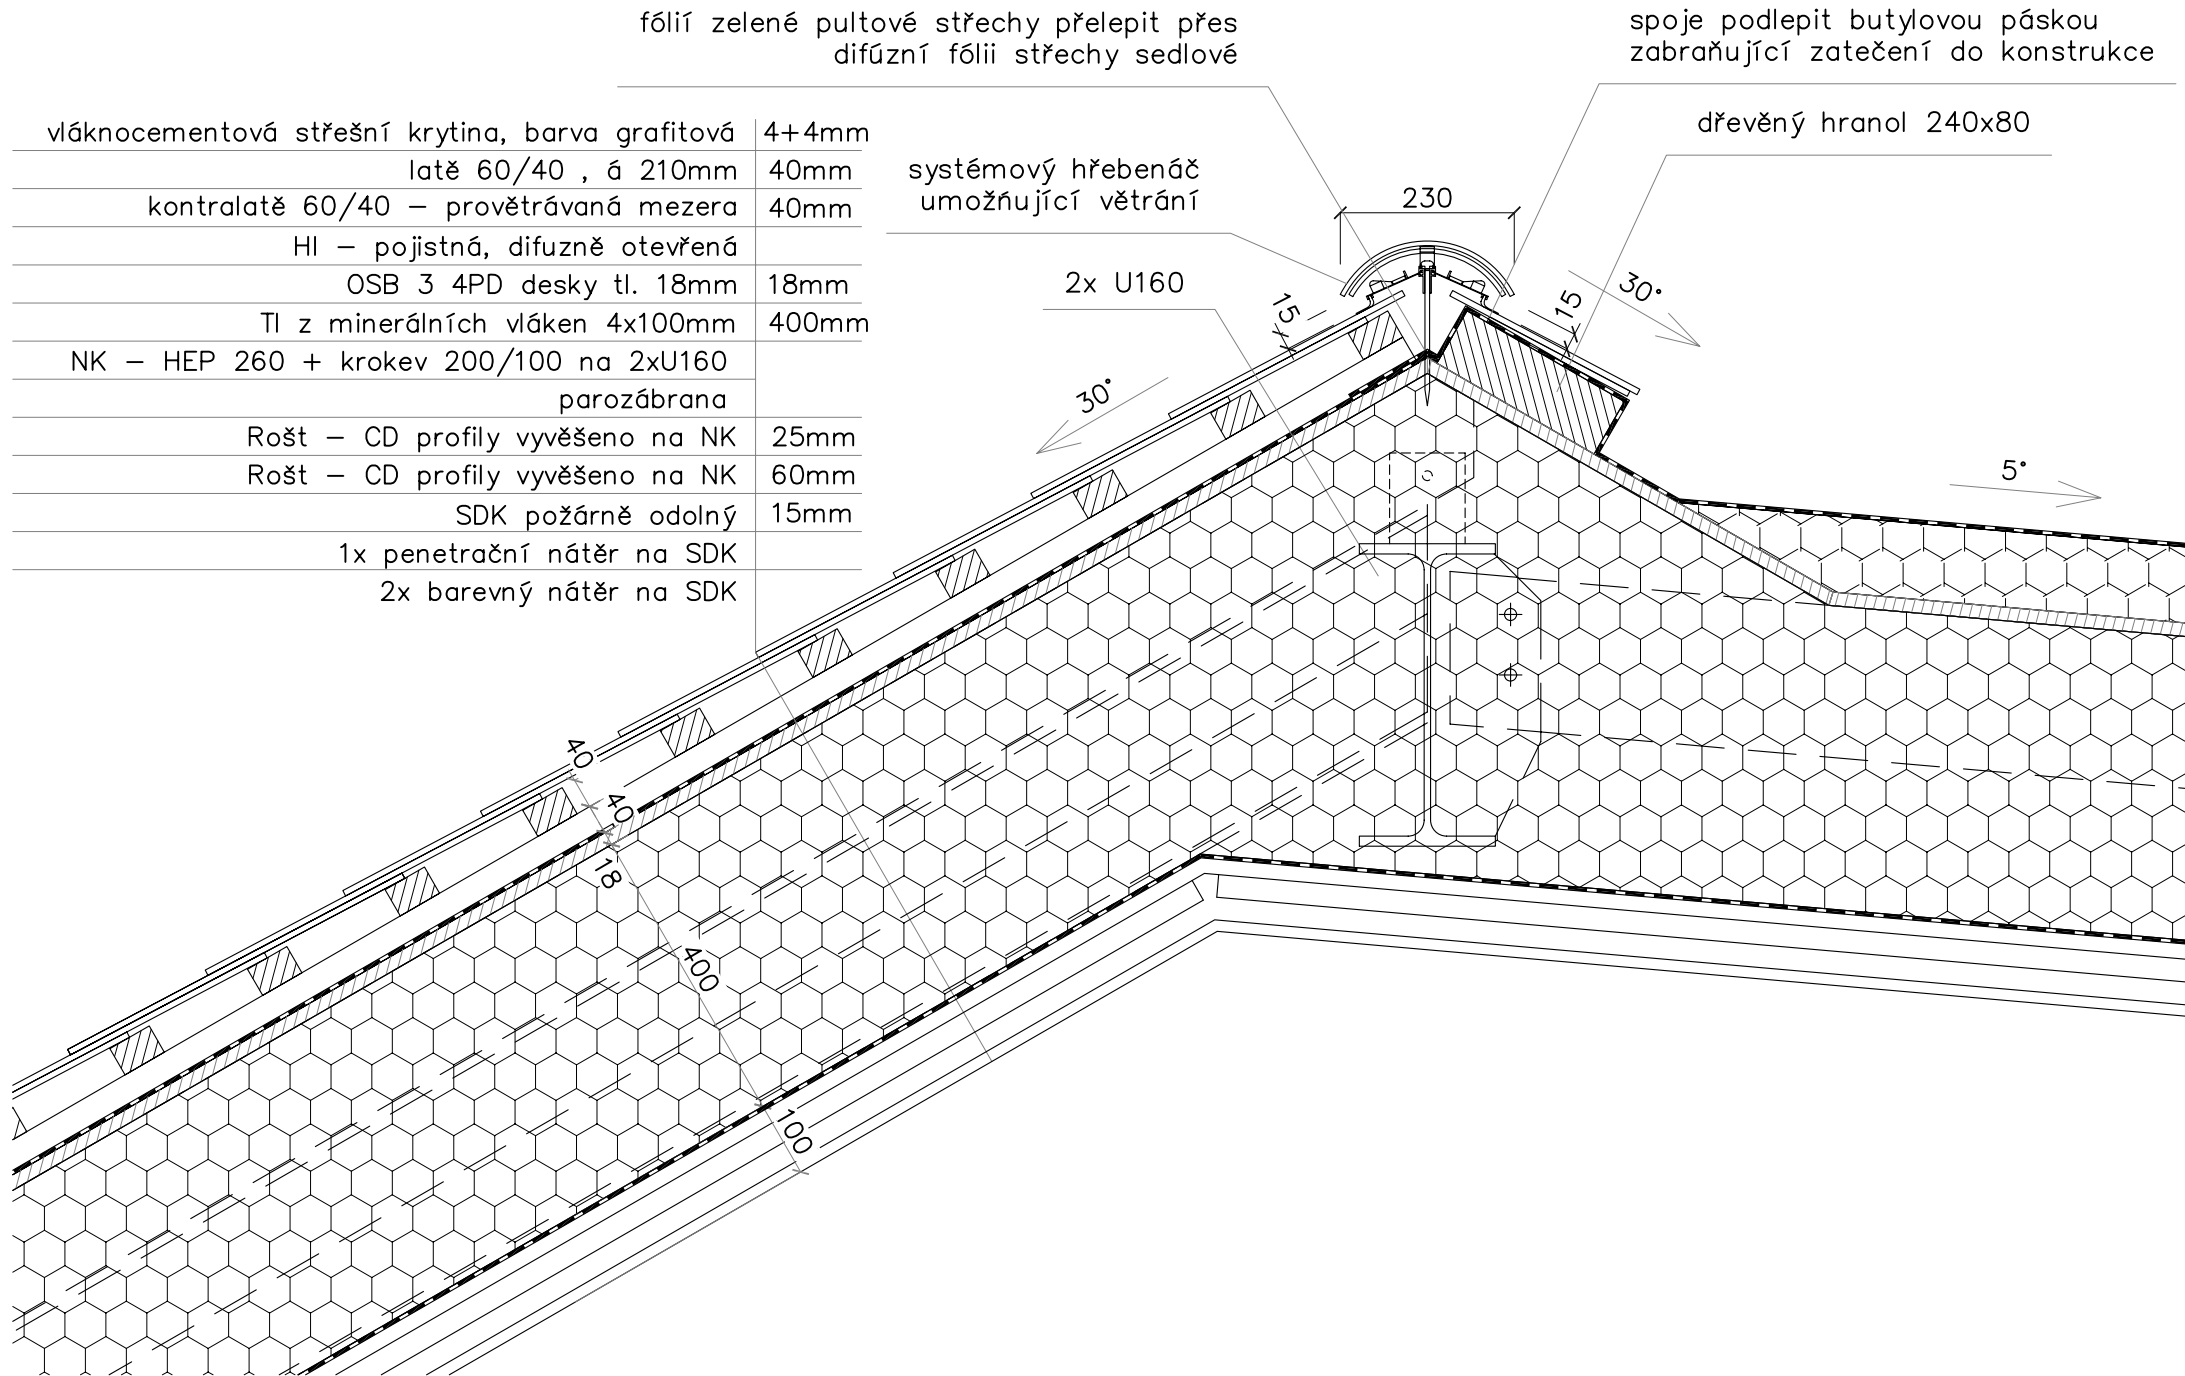 fólií zelené pultové střechy přelepit přes
difúzní fólii střechy sedlové
spoje podlepit butylovou páskou
zabraňující zatečení do konstrukce
dřevěný hranol 240x80
systémový hřebenáč
umožňující větrání
2x U160
230
15
15
30°
30°
5°
vláknocementová střešní krytina, barva grafitová 4+4mm
latě 60/40 , á 210mm 40mm
kontralatě 60/40 – provětrávaná mezera 40mm
HI – pojistná, difuzně otevřená
OSB 3 4PD desky tl. 18mm 18mm
TI z minerálních vláken 4x100mm 400mm
NK – HEP 260 + krokev 200/100 na 2xU160
parozábrana
Rošt – CD profily vyvěšeno na NK 25mm
Rošt – CD profily vyvěšeno na NK 60mm
SDK požárně odolný 15mm
1x penetrační nátěr na SDK
2x barevný nátěr na SDK
40
40
18
400
100